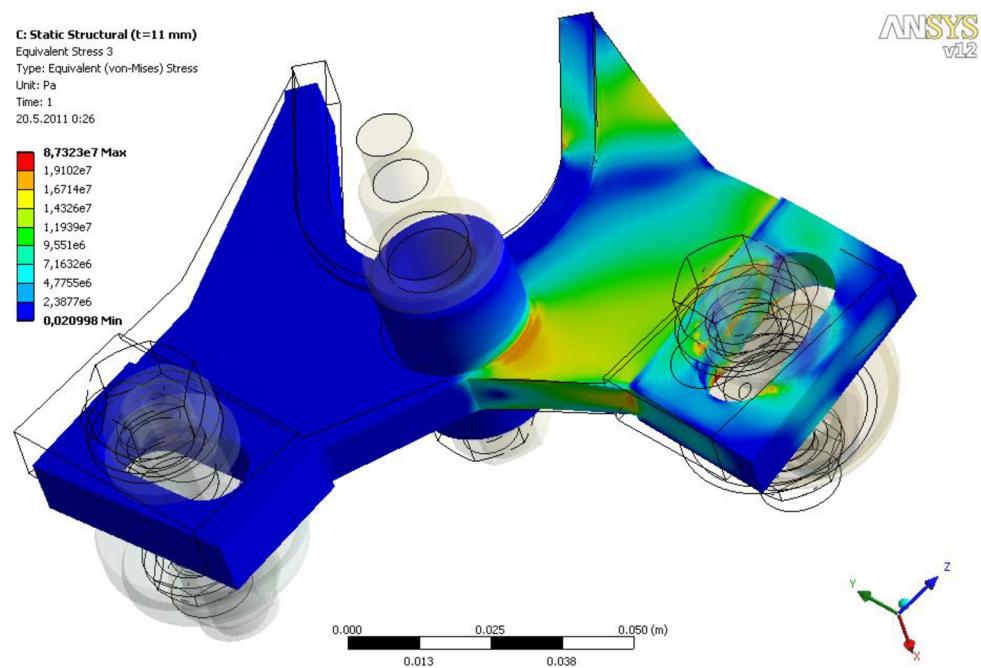 C: Static Structural (t=11 mm)
Equivalent Stress 3
Type: Equivalent (von-Mises) Stress
Unit: Pa
Time: 1
20.5.2011 0:26
ANSYS
v12
8,7323e7 Max
1,9102e7
1,6714e7
1,4326e7
1,1939e7
9,551e6
7,1632e6
4,7755e6
2,3877e6
0,020998 Min
0.000 0.025 0.050 (m)
0.013 0.038
Z
Y
X